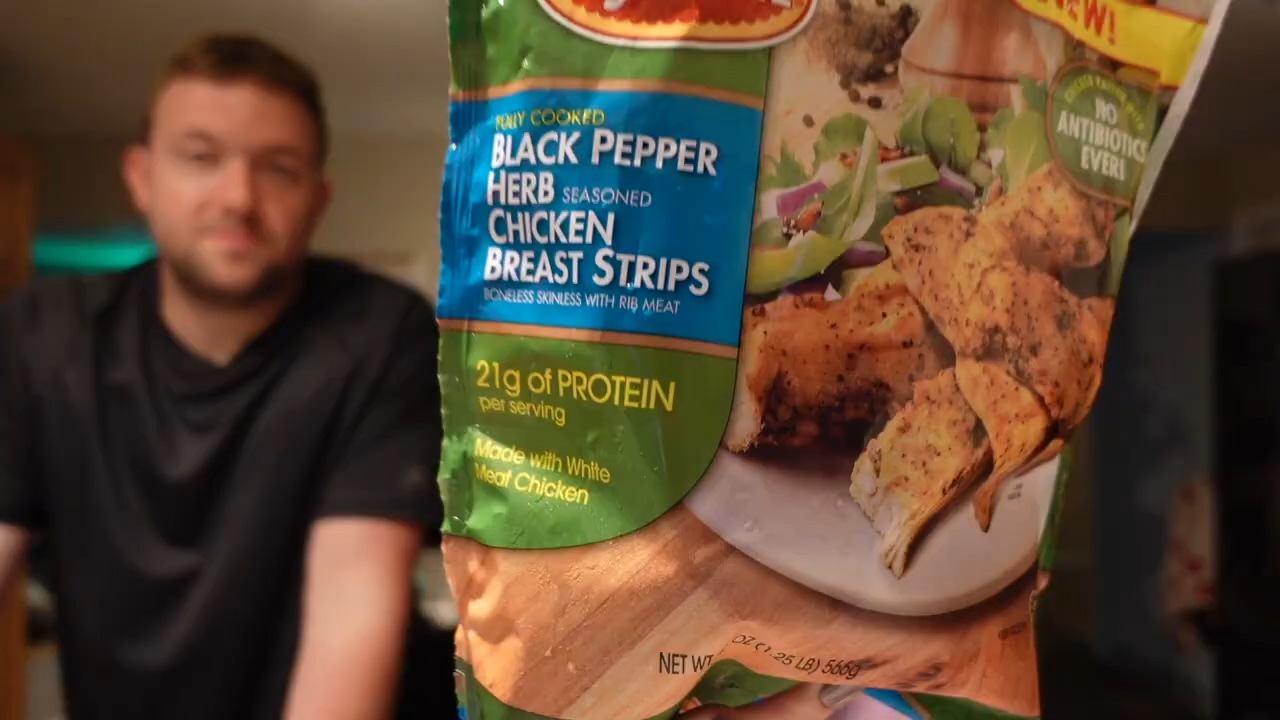 NEW!
NO
ANTIBIOTICS
EVER!
FULLY COOKED
BLACK PEPPER
HERB SEASONED
CHICKEN
BREAST STRIPS
BONELESS SKINLESS WITH RIB MEAT
21g of PROTEIN
per serving
Made with White
Meat Chicken
NET WT OZ (1.25 LB) 566g